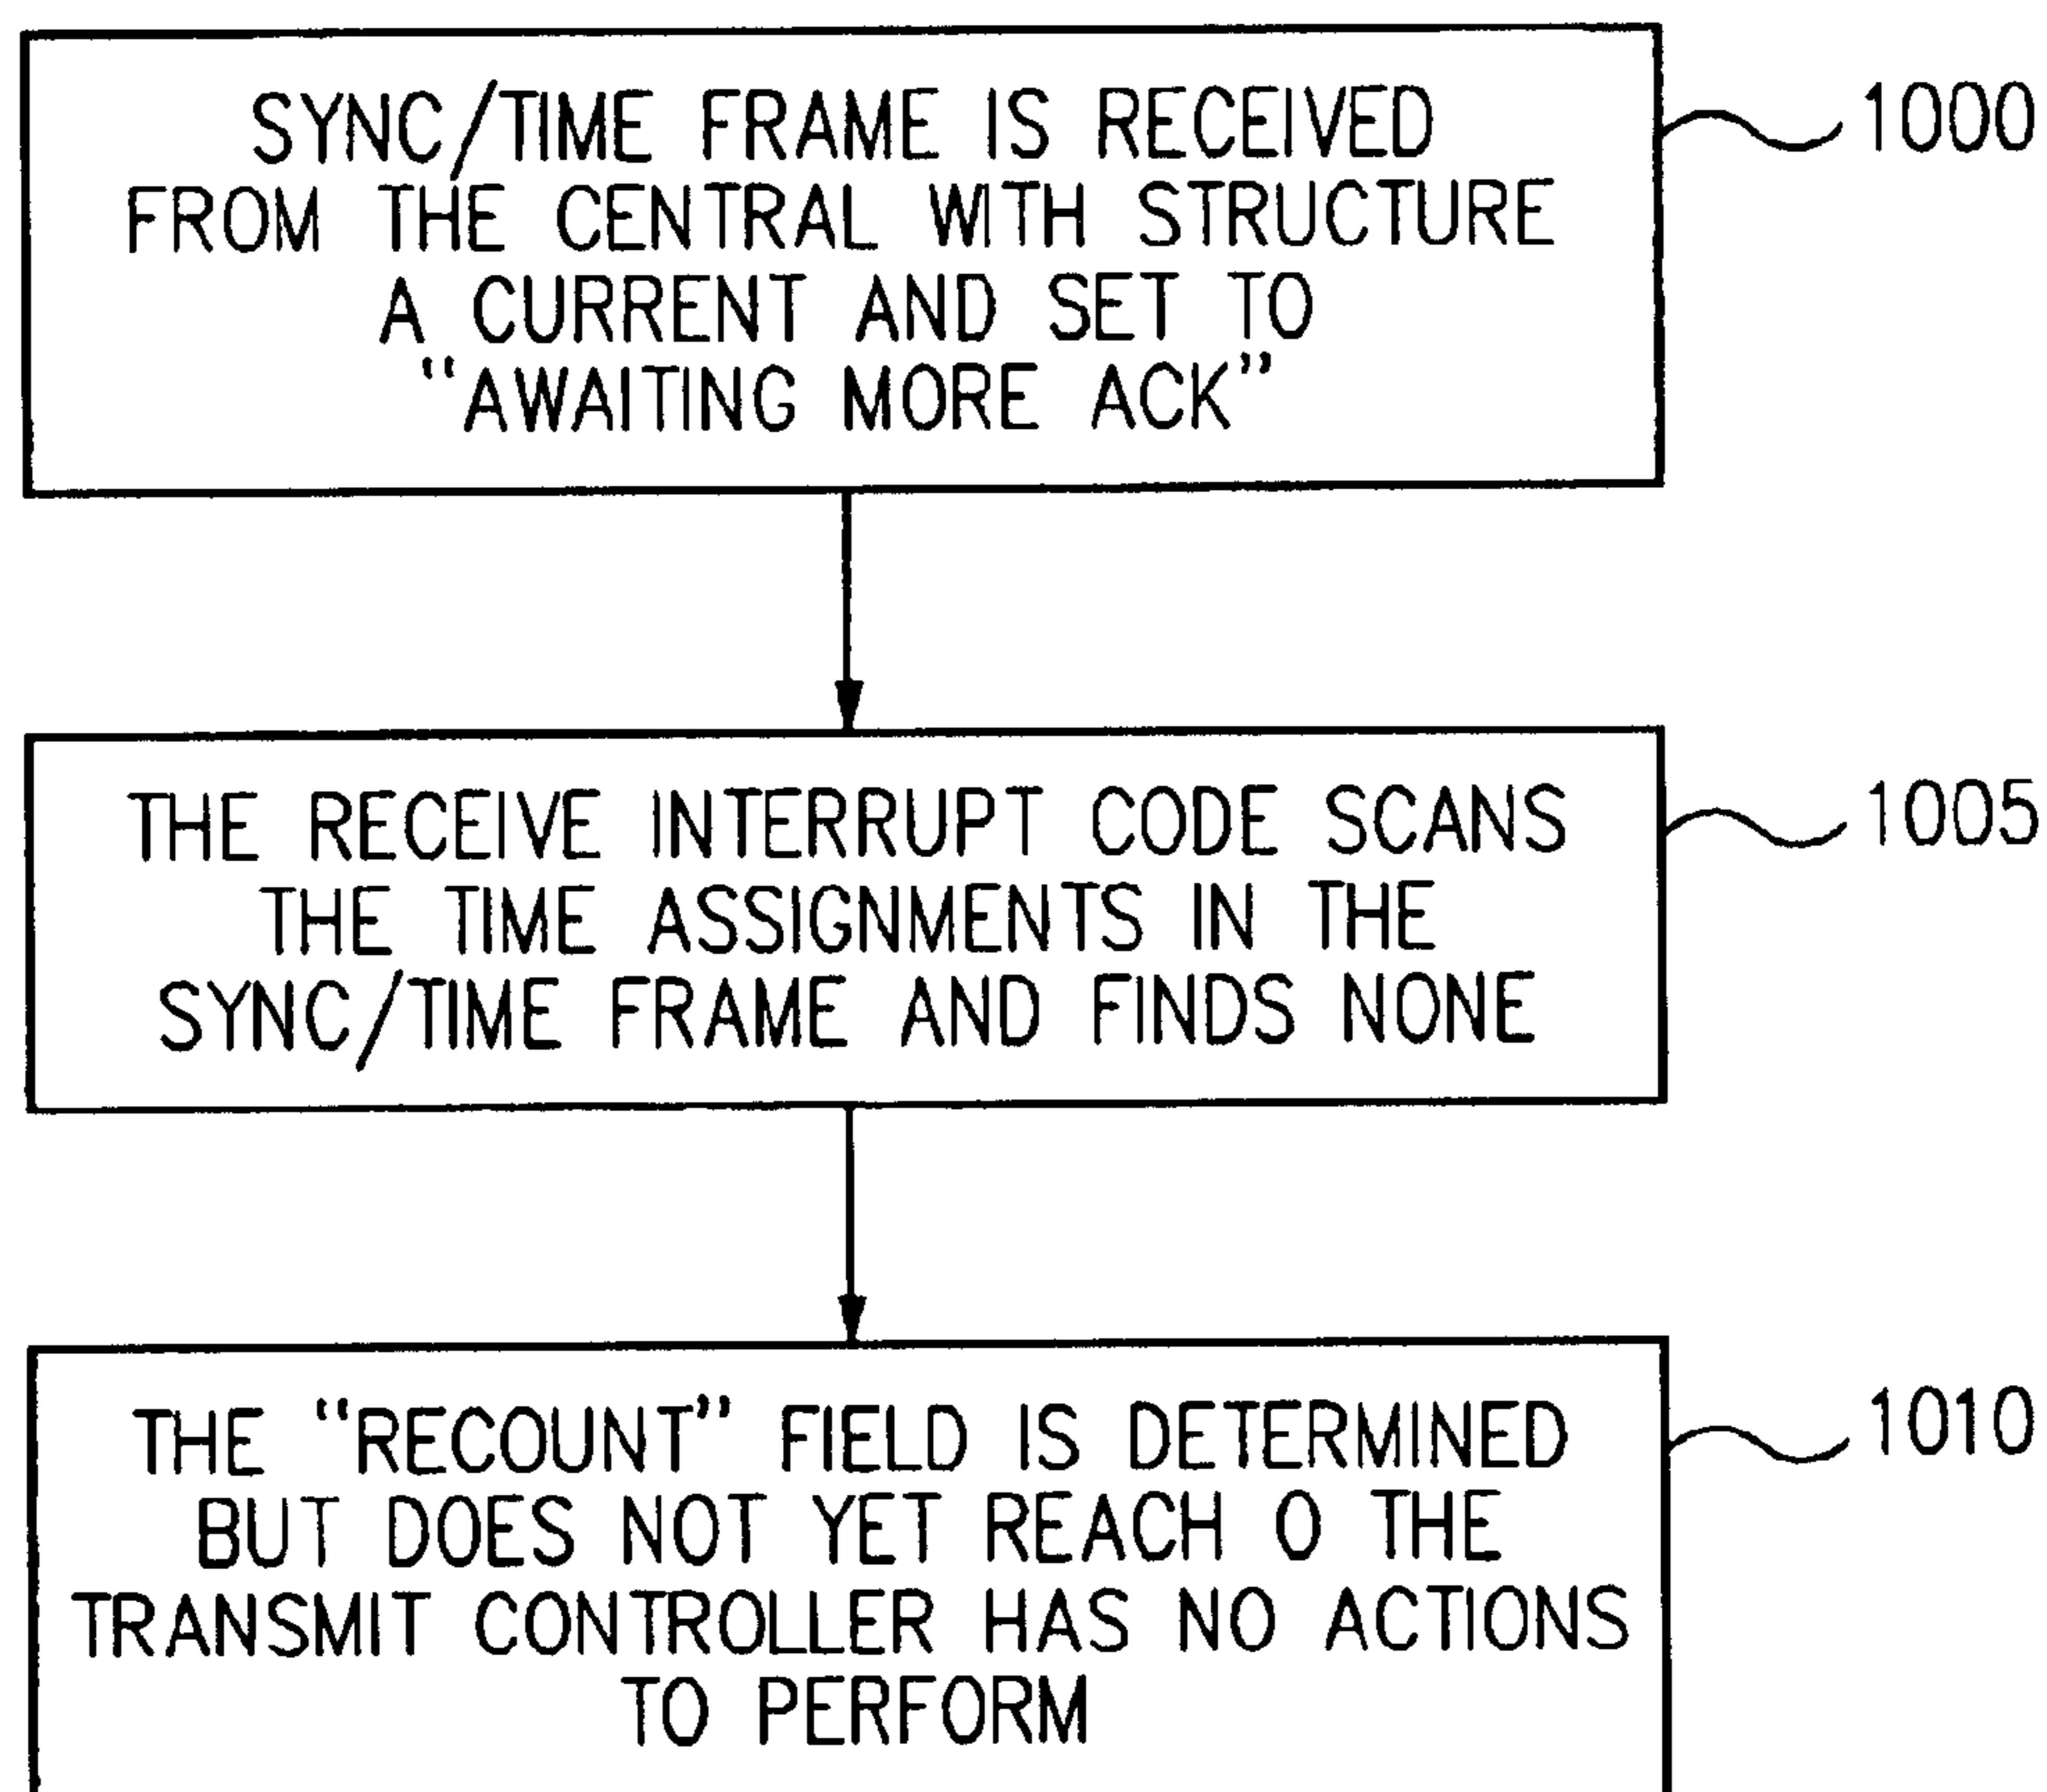 SYNC/TIME FRAME IS RECEIVED
FROM THE CENTRAL WITH STRUCTURE
A CURRENT AND SET TO
“AWAITING MORE ACK”
1000
THE RECEIVE INTERRUPT CODE SCANS
THE TIME ASSIGNMENTS IN THE
SYNC/TIME FRAME AND FINDS NONE
1005
THE “RECOUNT” FIELD IS DETERMINED
BUT DOES NOT YET REACH 0 THE
TRANSMIT CONTROLLER HAS NO ACTIONS
TO PERFORM
1010